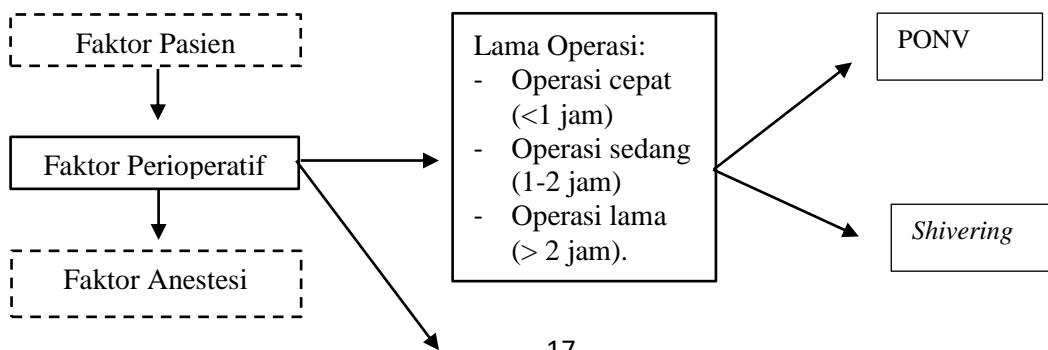 Faktor Pasien
Faktor Perioperatif
Faktor Anestesi
Lama Operasi:
- Operasi cepat
(<1 jam)
- Operasi sedang
(1-2 jam)
- Operasi lama
(> 2 jam).
PONV
Shivering
17